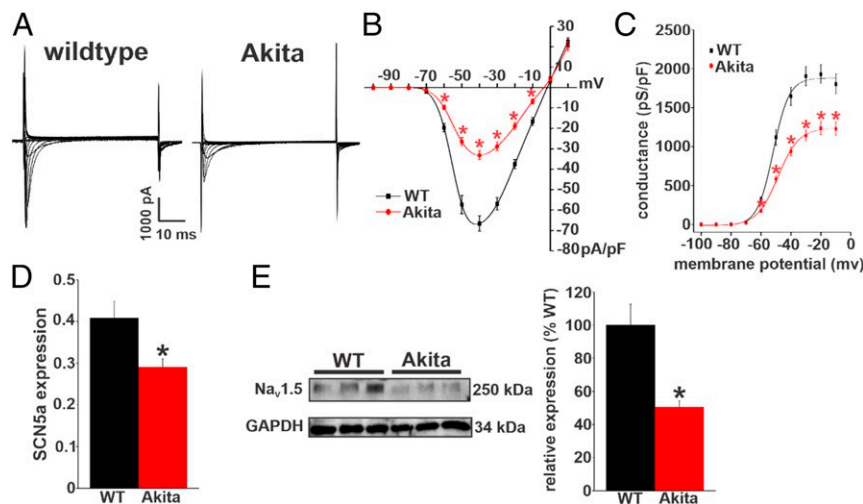 A
wildtype
Akita
1000 pA
10 ms
B
30
20
10
-90 -70 -50 -30 -10
mV
-10
-20
-30
-40
-50
-60
-70
-80 pA/pF
WT
Akita
* * * * * *
C
WT
Akita
conductance (pS/pF)
2500
2000
1500
1000
500
0
* * * * * *
-100 -80 -60 -40 -20 0
membrane potential (mv)
D
SCN5a expression
0.5
0.4
0.3
0.2
0.1
0
*
WT Akita
E
WT Akita
Nav1.5 250 kDa
GAPDH 34 kDa
relative expression (% WT)
120
100
80
60
40
20
0
*
WT Akita